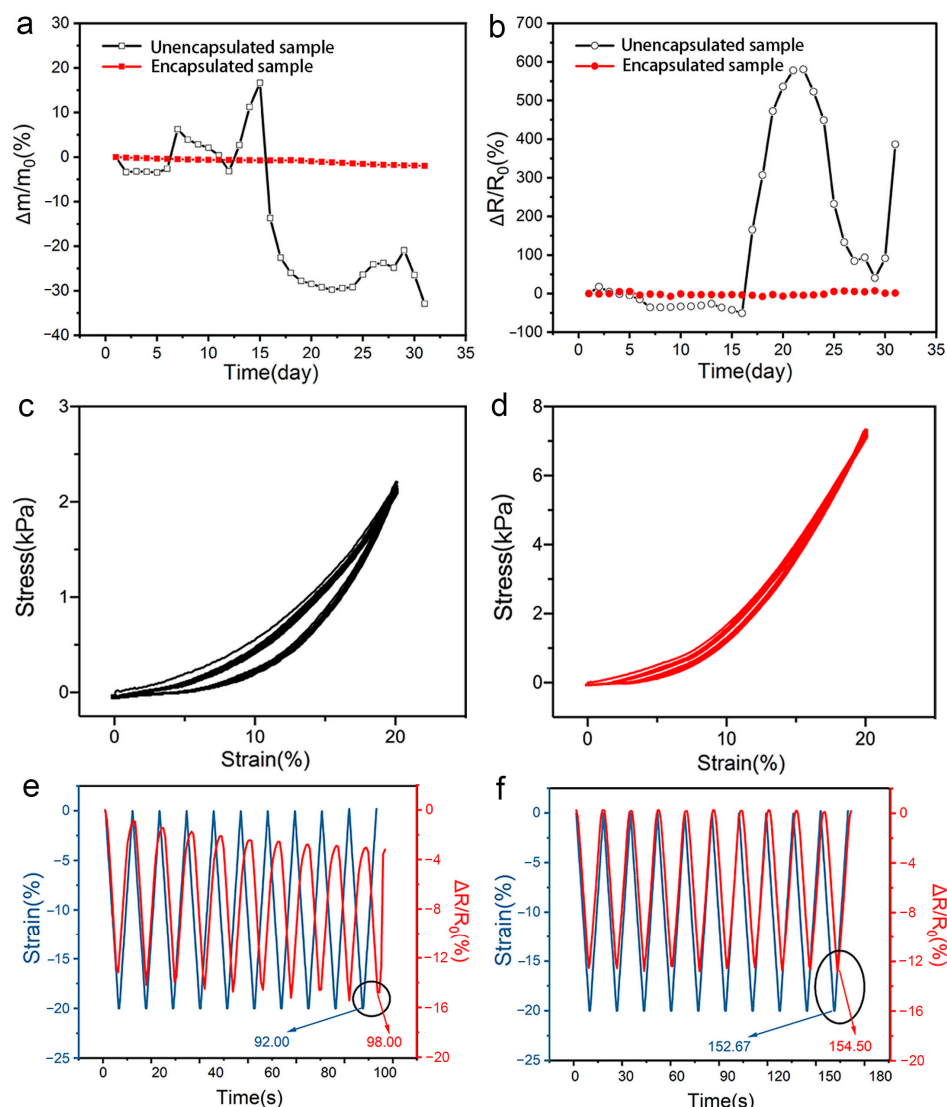 a
Unencapsulated sample
Encapsulated sample
Δm/m0(%)
30
20
10
0
−10
−20
−30
−40
0 5 10 15 20 25 30 35
Time(day)
b
Unencapsulated sample
Encapsulated sample
ΔR/R0(%)
700
600
500
400
300
200
100
0
−100
0 5 10 15 20 25 30 35
Time(day)
c
Stress(kPa)
3
2
1
0
0 10 20
Strain(%)
d
Stress(kPa)
8
6
4
2
0
0 10 20
Strain(%)
e
Strain(%)
0
−5
−10
−15
−20
−25
0
−4
−8
−12
−16
−20
ΔR/R0(%)
92.00
98.00
0 10 20 30 40 50 60 70 80 90 100
Time(s)
f
Strain(%)
0
−5
−10
−15
−20
−25
0
−4
−8
−12
−16
−20
ΔR/R0(%)
152.67
154.50
0 30 60 90 120 150 180
Time(s)